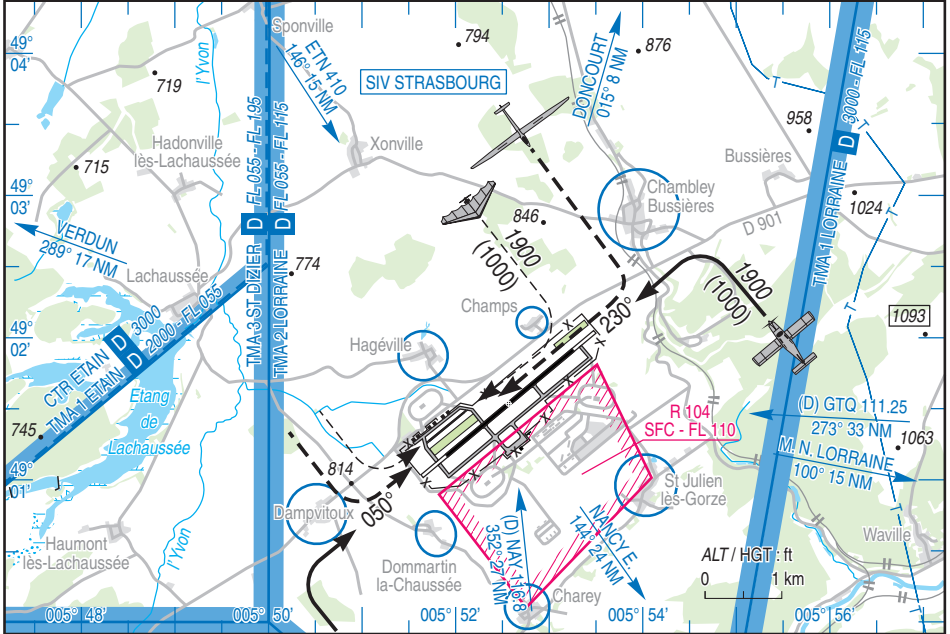 49°
04'
Sponville
l'Yvon
719
715
Hadonville
lès-Lachaussée
ETN 410
146° 15 NM
SIV STRASBOURG
794
DONCOURT
015° 8 NM
876
958
Xonville
Bussières
Chambley
Bussières
1024
D 901
TMA 1 LORRAINE D 3000 - FL 115
49°
03'
VERDUN
289° 17 NM
Lachaussée
TMA 3 ST DIZIER D FL 055 - FL 195
TMA 2 LORRAINE D FL 055 - FL 115
774
846
1900
(1000)
1900
(1000)
230°
Champs
Hagéville
1093
49°
02'
CTR ETAIN D 3000
TMA 1 ETAIN D 2000 - FL 055
Etang
de
Lachaussée
745
R 104
SFC - FL 110
(D) GTQ 111.25
273° 33 NM
M. N. LORRAINE
100° 15 NM
1063
49°
01'
814
050°
Dampvitoux
St Julien
lès-Gorze
Haumont
lès-Lachaussée
l'Yvon
Dommartin
la-Chaussée
(D) NAY 116.8
352° 27 NM
NANCY E.
144° 24 NM
Charey
Waville
ALT / HGT : ft
0 1 km
005° 48'
005° 50'
005° 52'
005° 54'
005° 56'